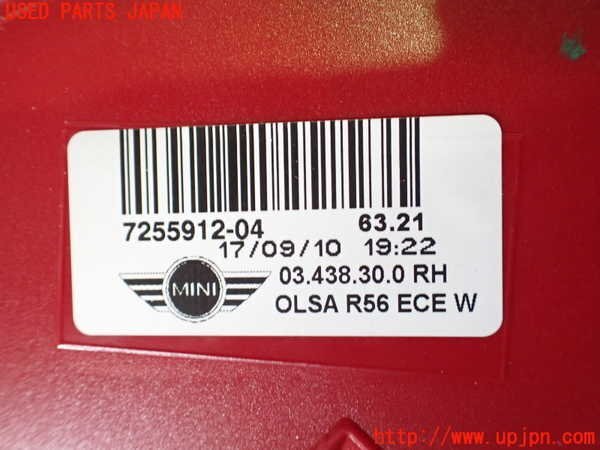 USED PARTS JAPAN
7255912-04 63.21
17/09/10 19:22
MINI
03.438.30.0 RH
OLSA R56 ECE W
http://www.upjpn.com/